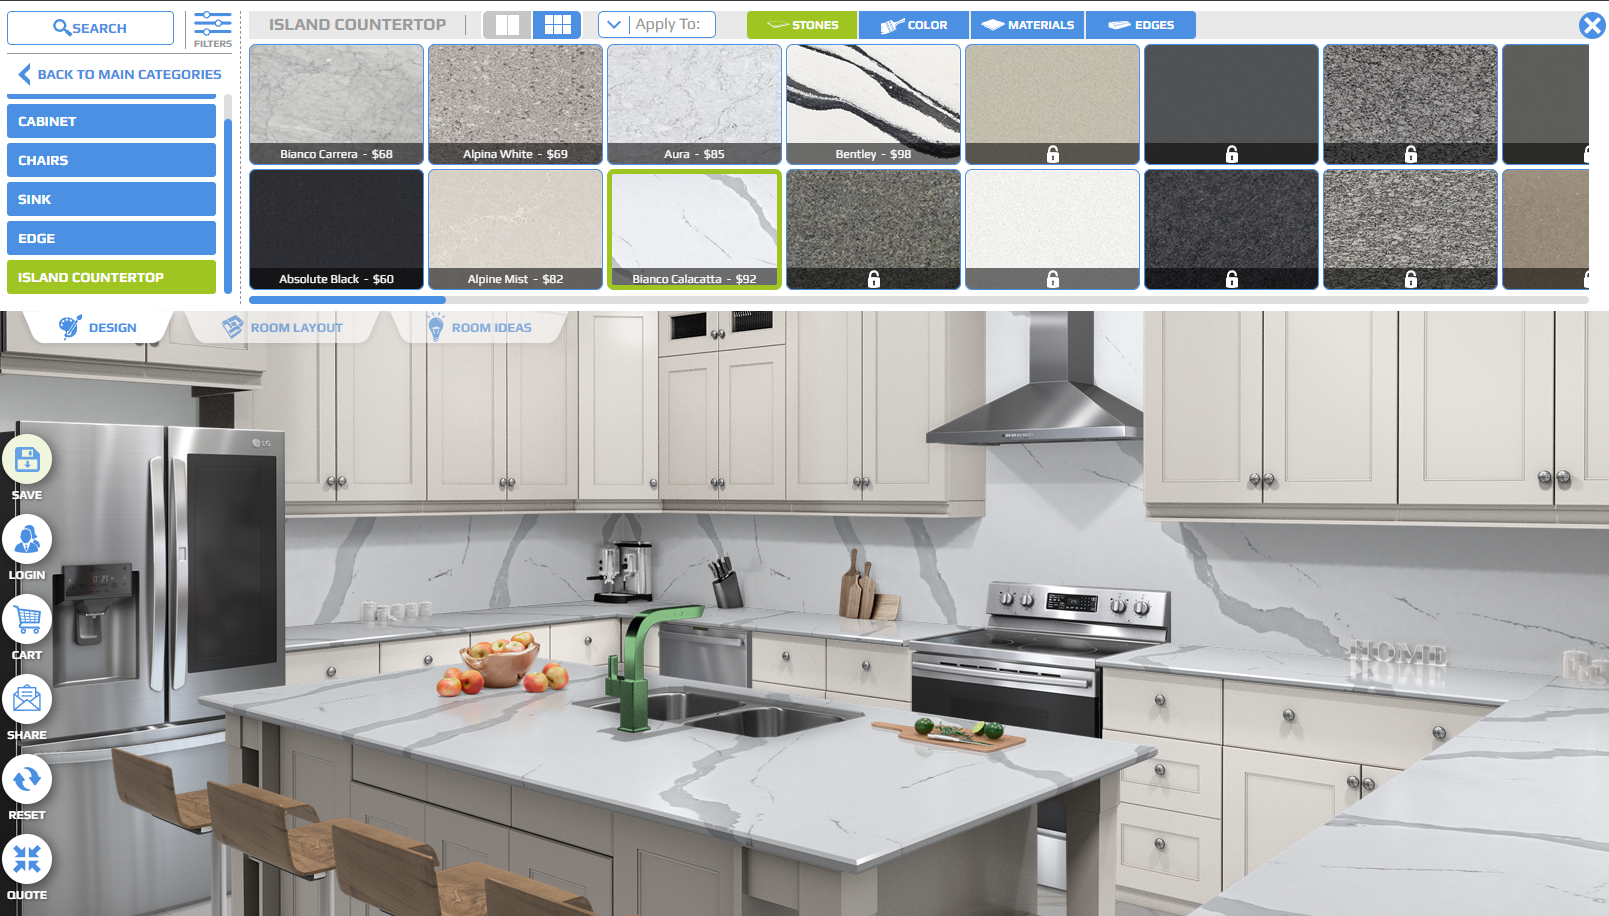 SEARCH
FILTERS
ISLAND COUNTERTOP
Apply To:
STONES
COLOR
MATERIALS
EDGES
BACK TO MAIN CATEGORIES
CABINET
CHAIRS
SINK
EDGE
ISLAND COUNTERTOP
Bianco Carrera - $68
Alpina White - $69
Aura - $85
Bentley - $98
Absolute Black - $60
Alpine Mist - $82
Bianco Calacatta - $92
DESIGN
ROOM LAYOUT
ROOM IDEAS
LG
SAVE
LOGIN
CART
SHARE
RESET
QUOTE
HOME